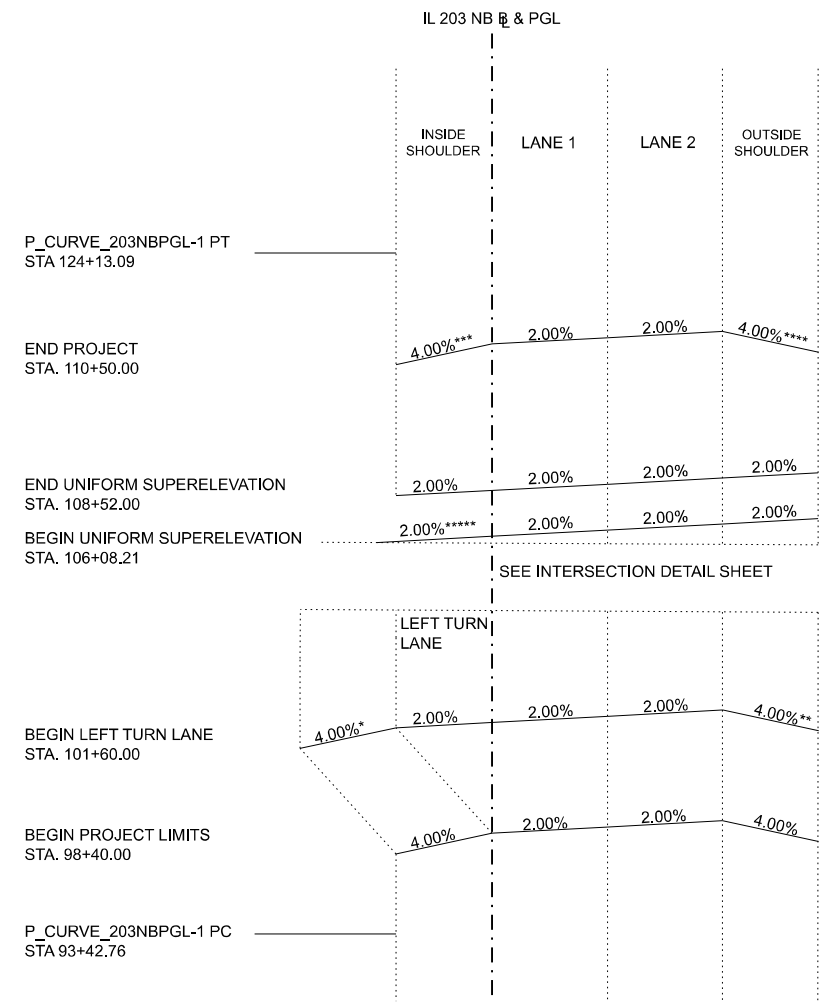 IL 203 NB ℄ & PGL
INSIDE
SHOULDER
LANE 1
LANE 2
OUTSIDE
SHOULDER
P_CURVE_203NBPGL-1 PT
STA 124+13.09
END PROJECT
STA. 110+50.00
4.00%***
2.00%
2.00%
4.00%****
END UNIFORM SUPERELEVATION
STA. 108+52.00
2.00%
2.00%
2.00%
2.00%
BEGIN UNIFORM SUPERELEVATION
STA. 106+08.21
2.00%*****
2.00%
2.00%
2.00%
SEE INTERSECTION DETAIL SHEET
LEFT TURN
LANE
BEGIN LEFT TURN LANE
STA. 101+60.00
4.00%*
2.00%
2.00%
2.00%
4.00%**
BEGIN PROJECT LIMITS
STA. 98+40.00
4.00%
2.00%
2.00%
4.00%
P_CURVE_203NBPGL-1 PC
STA 93+42.76